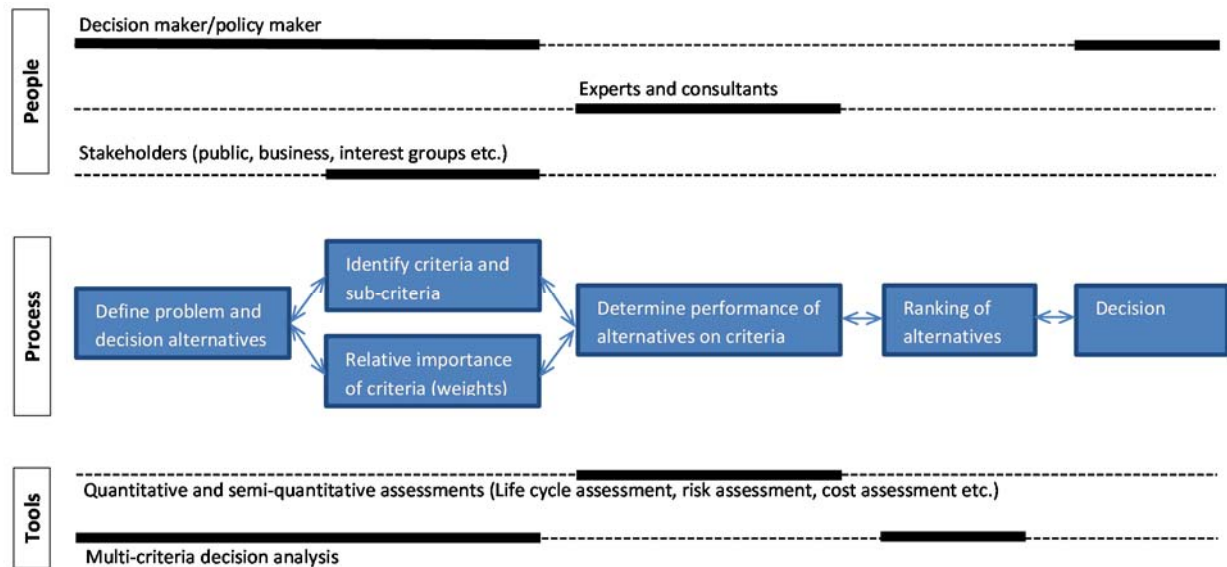 People
Decision maker/policy maker
Experts and consultants
Stakeholders (public, business, interest groups etc.)
Process
Define problem and
decision alternatives
Identify criteria and
sub-criteria
Relative importance
of criteria (weights)
Determine performance of
alternatives on criteria
Ranking of
alternatives
Decision
Tools
Quantitative and semi-quantitative assessments (Life cycle assessment, risk assessment, cost assessment etc.)
Multi-criteria decision analysis